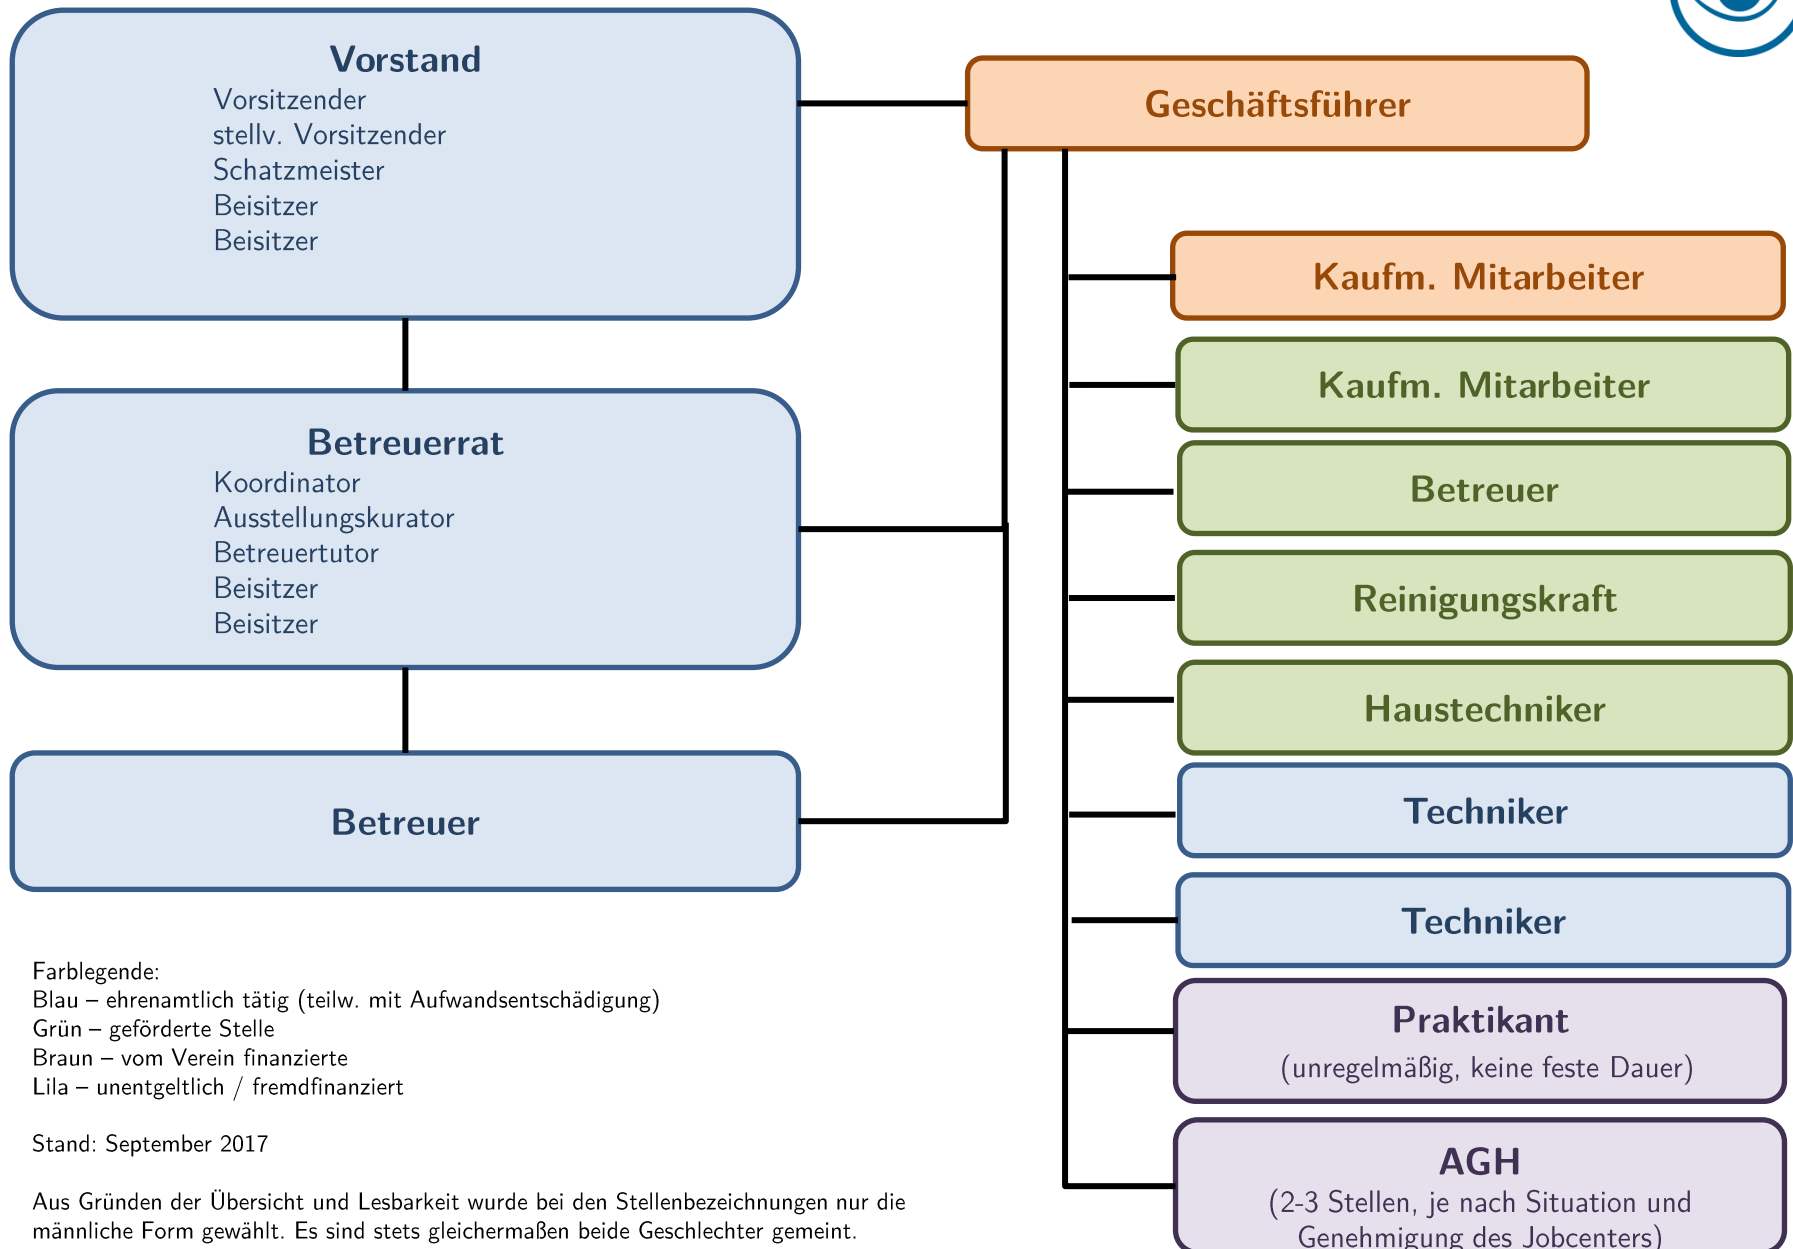 Vorstand
Vorsitzender
stellv. Vorsitzender
Schatzmeister
Beisitzer
Beisitzer
Betreuerrat
Koordinator
Ausstellungskurator
Betreuertutor
Beisitzer
Beisitzer
Betreuer
Geschäftsführer
Kaufm. Mitarbeiter
Kaufm. Mitarbeiter
Betreuer
Reinigungskraft
Haustechniker
Techniker
Techniker
Praktikant
(unregelmäßig, keine feste Dauer)
AGH
(2-3 Stellen, je nach Situation und
Genehmigung des Jobcenters)
Farblegende:
Blau – ehrenamtlich tätig (teilw. mit Aufwandsentschädigung)
Grün – geförderte Stelle
Braun – vom Verein finanzierte
Lila – unentgeltlich / fremdfinanziert
Stand: September 2017
Aus Gründen der Übersicht und Lesbarkeit wurde bei den Stellenbezeichnungen nur die
männliche Form gewählt. Es sind stets gleichermaßen beide Geschlechter gemeint.